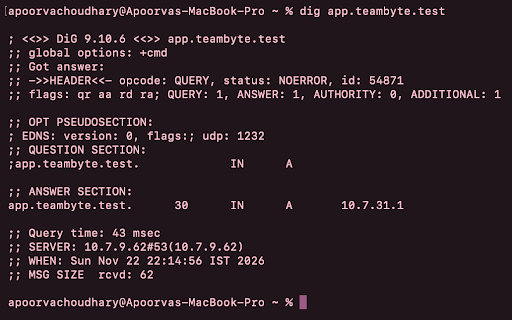 apoorvachoudhary@Apoorvas-MacBook-Pro ~ % dig app.teambyte.test
; <<>> DiG 9.10.6 <<>> app.teambyte.test
;; global options: +cmd
;; Got answer:
;; ->>HEADER<<- opcode: QUERY, status: NOERROR, id: 54871
;; flags: qr aa rd ra; QUERY: 1, ANSWER: 1, AUTHORITY: 0, ADDITIONAL: 1
;; OPT PSEUDOSECTION:
; EDNS: version: 0, flags:; udp: 1232
;; QUESTION SECTION:
;app.teambyte.test. IN A
;; ANSWER SECTION:
app.teambyte.test. 30 IN A 10.7.31.1
;; Query time: 43 msec
;; SERVER: 10.7.9.62#53(10.7.9.62)
;; WHEN: Sun Nov 22 22:14:56 IST 2026
;; MSG SIZE rcvd: 62
apoorvachoudhary@Apoorvas-MacBook-Pro ~ %